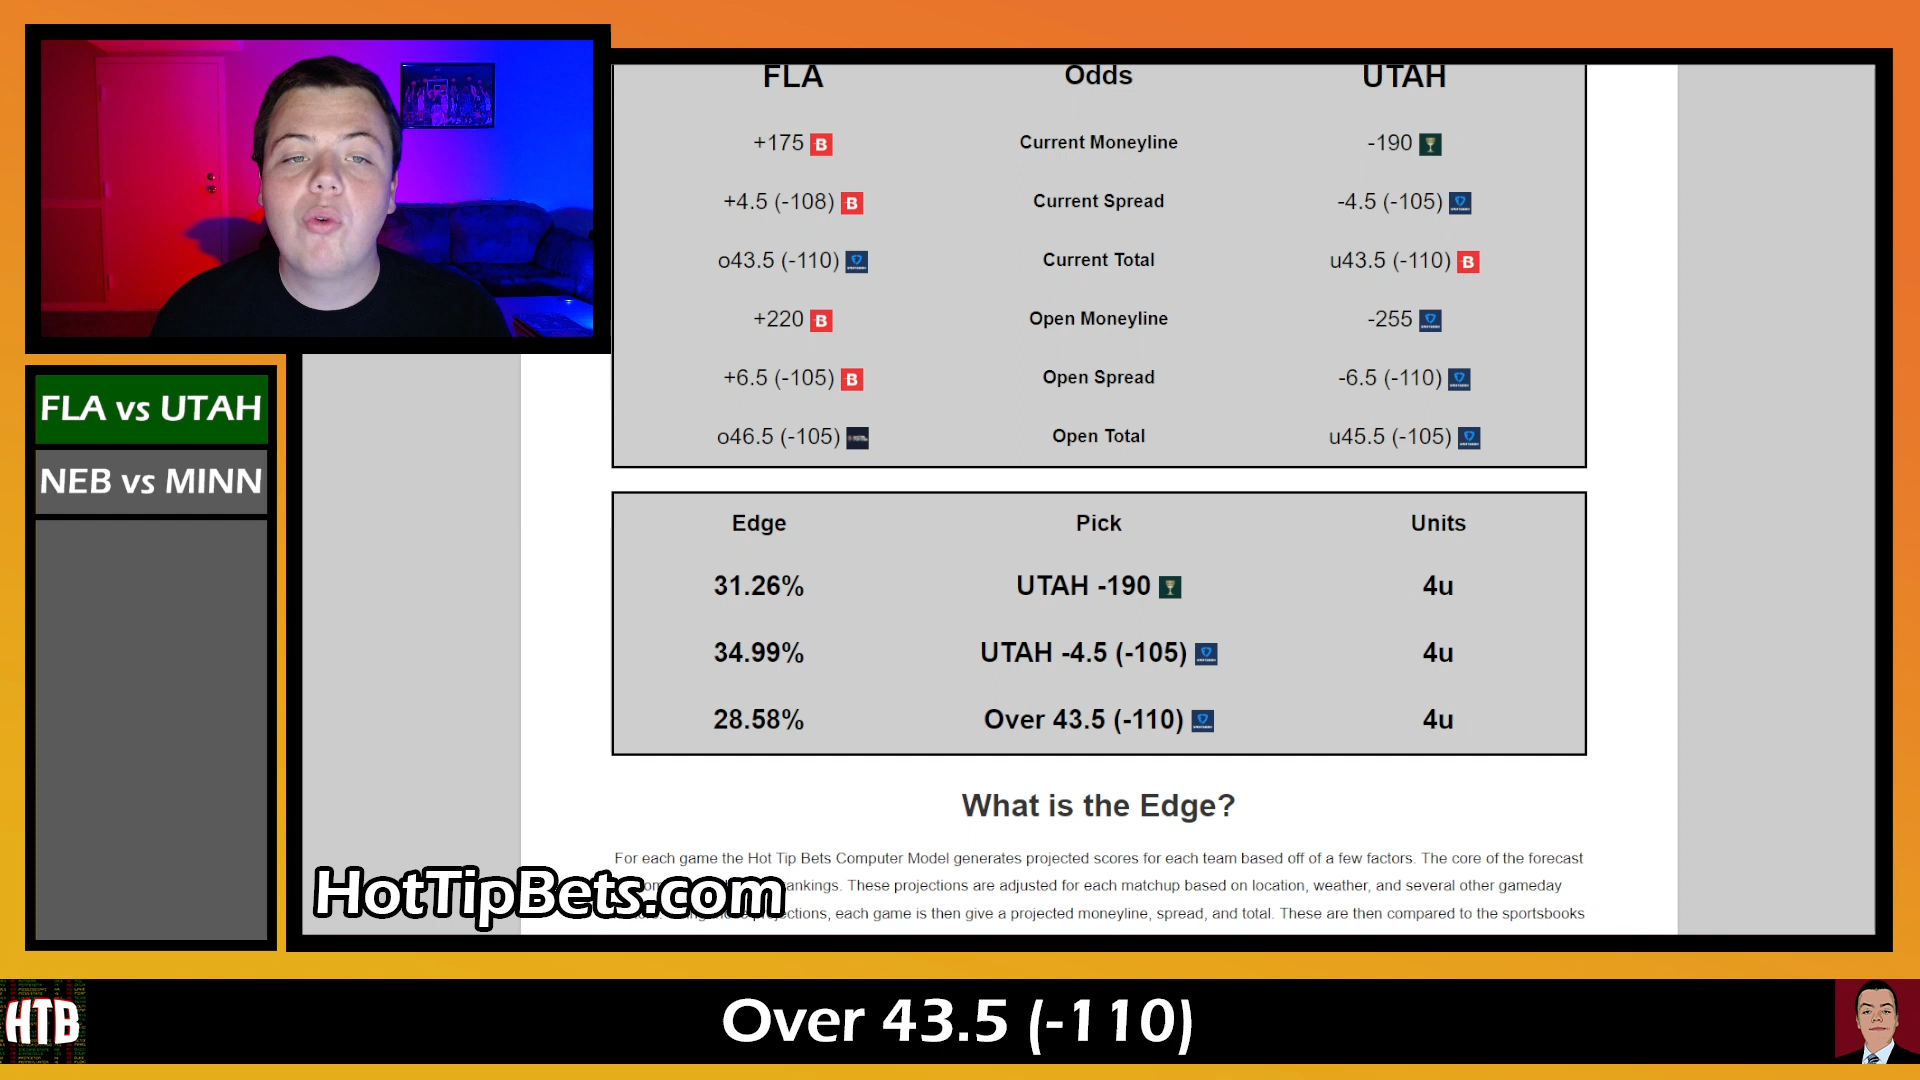 FLA Odds UTAH
+175 B Current Moneyline -190
+4.5 (-108) B Current Spread -4.5 (-105)
o43.5 (-110) Current Total u43.5 (-110) B
+220 B Open Moneyline -255
+6.5 (-105) B Open Spread -6.5 (-110)
o46.5 (-105) Open Total u45.5 (-105)
FLA vs UTAH
NEB vs MINN
Edge Pick Units
31.26% UTAH -190 4u
34.99% UTAH -4.5 (-105) 4u
28.58% Over 43.5 (-110) 4u
What is the Edge?
For each game the Hot Tip Bets Computer Model generates projected scores for each team based off of a few factors. The core of the forecast
These projections are adjusted for each matchup based on location, weather, and several other gameday
each game is then give a projected moneyline, spread, and total. These are then compared to the sportsbooks
HotTipBets.com
HTB
Over 43.5 (-110)